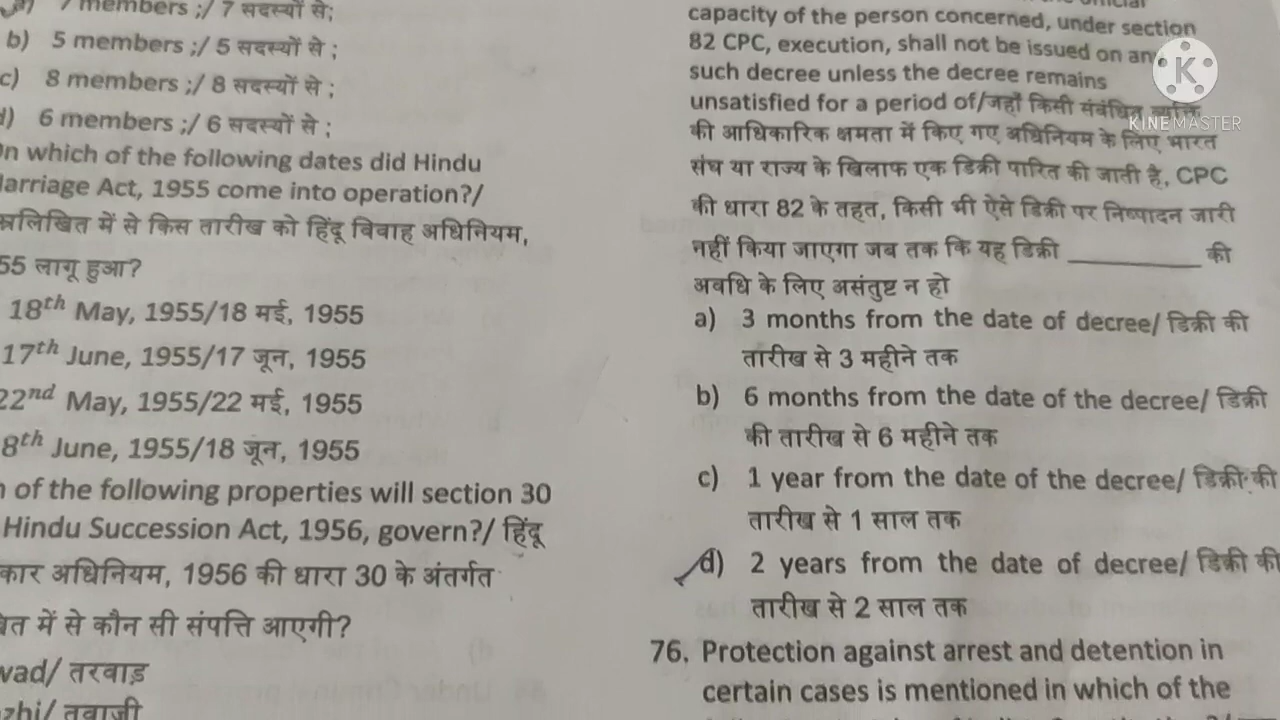 7 members ;/ 7 सदस्यों से;
b) 5 members ;/ 5 सदस्यों से ;
c) 8 members ;/ 8 सदस्यों से ;
d) 6 members ;/ 6 सदस्यों से ;
On which of the following dates did Hindu
Marriage Act, 1955 come into operation?/
में से किस तारीख को हिंदू विवाह अधिनियम,
55 लागू हुआ?
18th May, 1955/18 मई, 1955
17th June, 1955/17 जून, 1955
22nd May, 1955/22 मई, 1955
8th June, 1955/18 जून, 1955
of the following properties will section 30
Hindu Succession Act, 1956, govern?/ हिंदू
अधिनियम, 1956 की धारा 30 के अंतर्गत
में से कौन सी संपत्ति आएगी?
तरवाड़
तवाजी
capacity of the person concerned, under section
82 CPC, execution, shall not be issued on
such decree unless the decree remains
unsatisfied for a period of/जहाँ किसी संबंधित व्यक्ति
की आधिकारिक क्षमता में किए गए अधिनियम के लिए भारत
संघ या राज्य के खिलाफ एक डिक्री पारित की जाती है, CPC
की धारा 82 के तहत, किसी भी ऐसे डिक्री पर निष्पादन जारी
नहीं किया जाएगा जब तक कि यह डिक्री __________ की
अवधि के लिए असंतुष्ट न हो
a) 3 months from the date of decree/ डिक्री की
तारीख से 3 महीने तक
b) 6 months from the date of the decree/ डिक्री
की तारीख से 6 महीने तक
c) 1 year from the date of the decree/ डिक्री की
तारीख से 1 साल तक
d) 2 years from the date of decree/ डिक्री की
तारीख से 2 साल तक
76. Protection against arrest and detention in
certain cases is mentioned in which of the
K
KINEMASTER